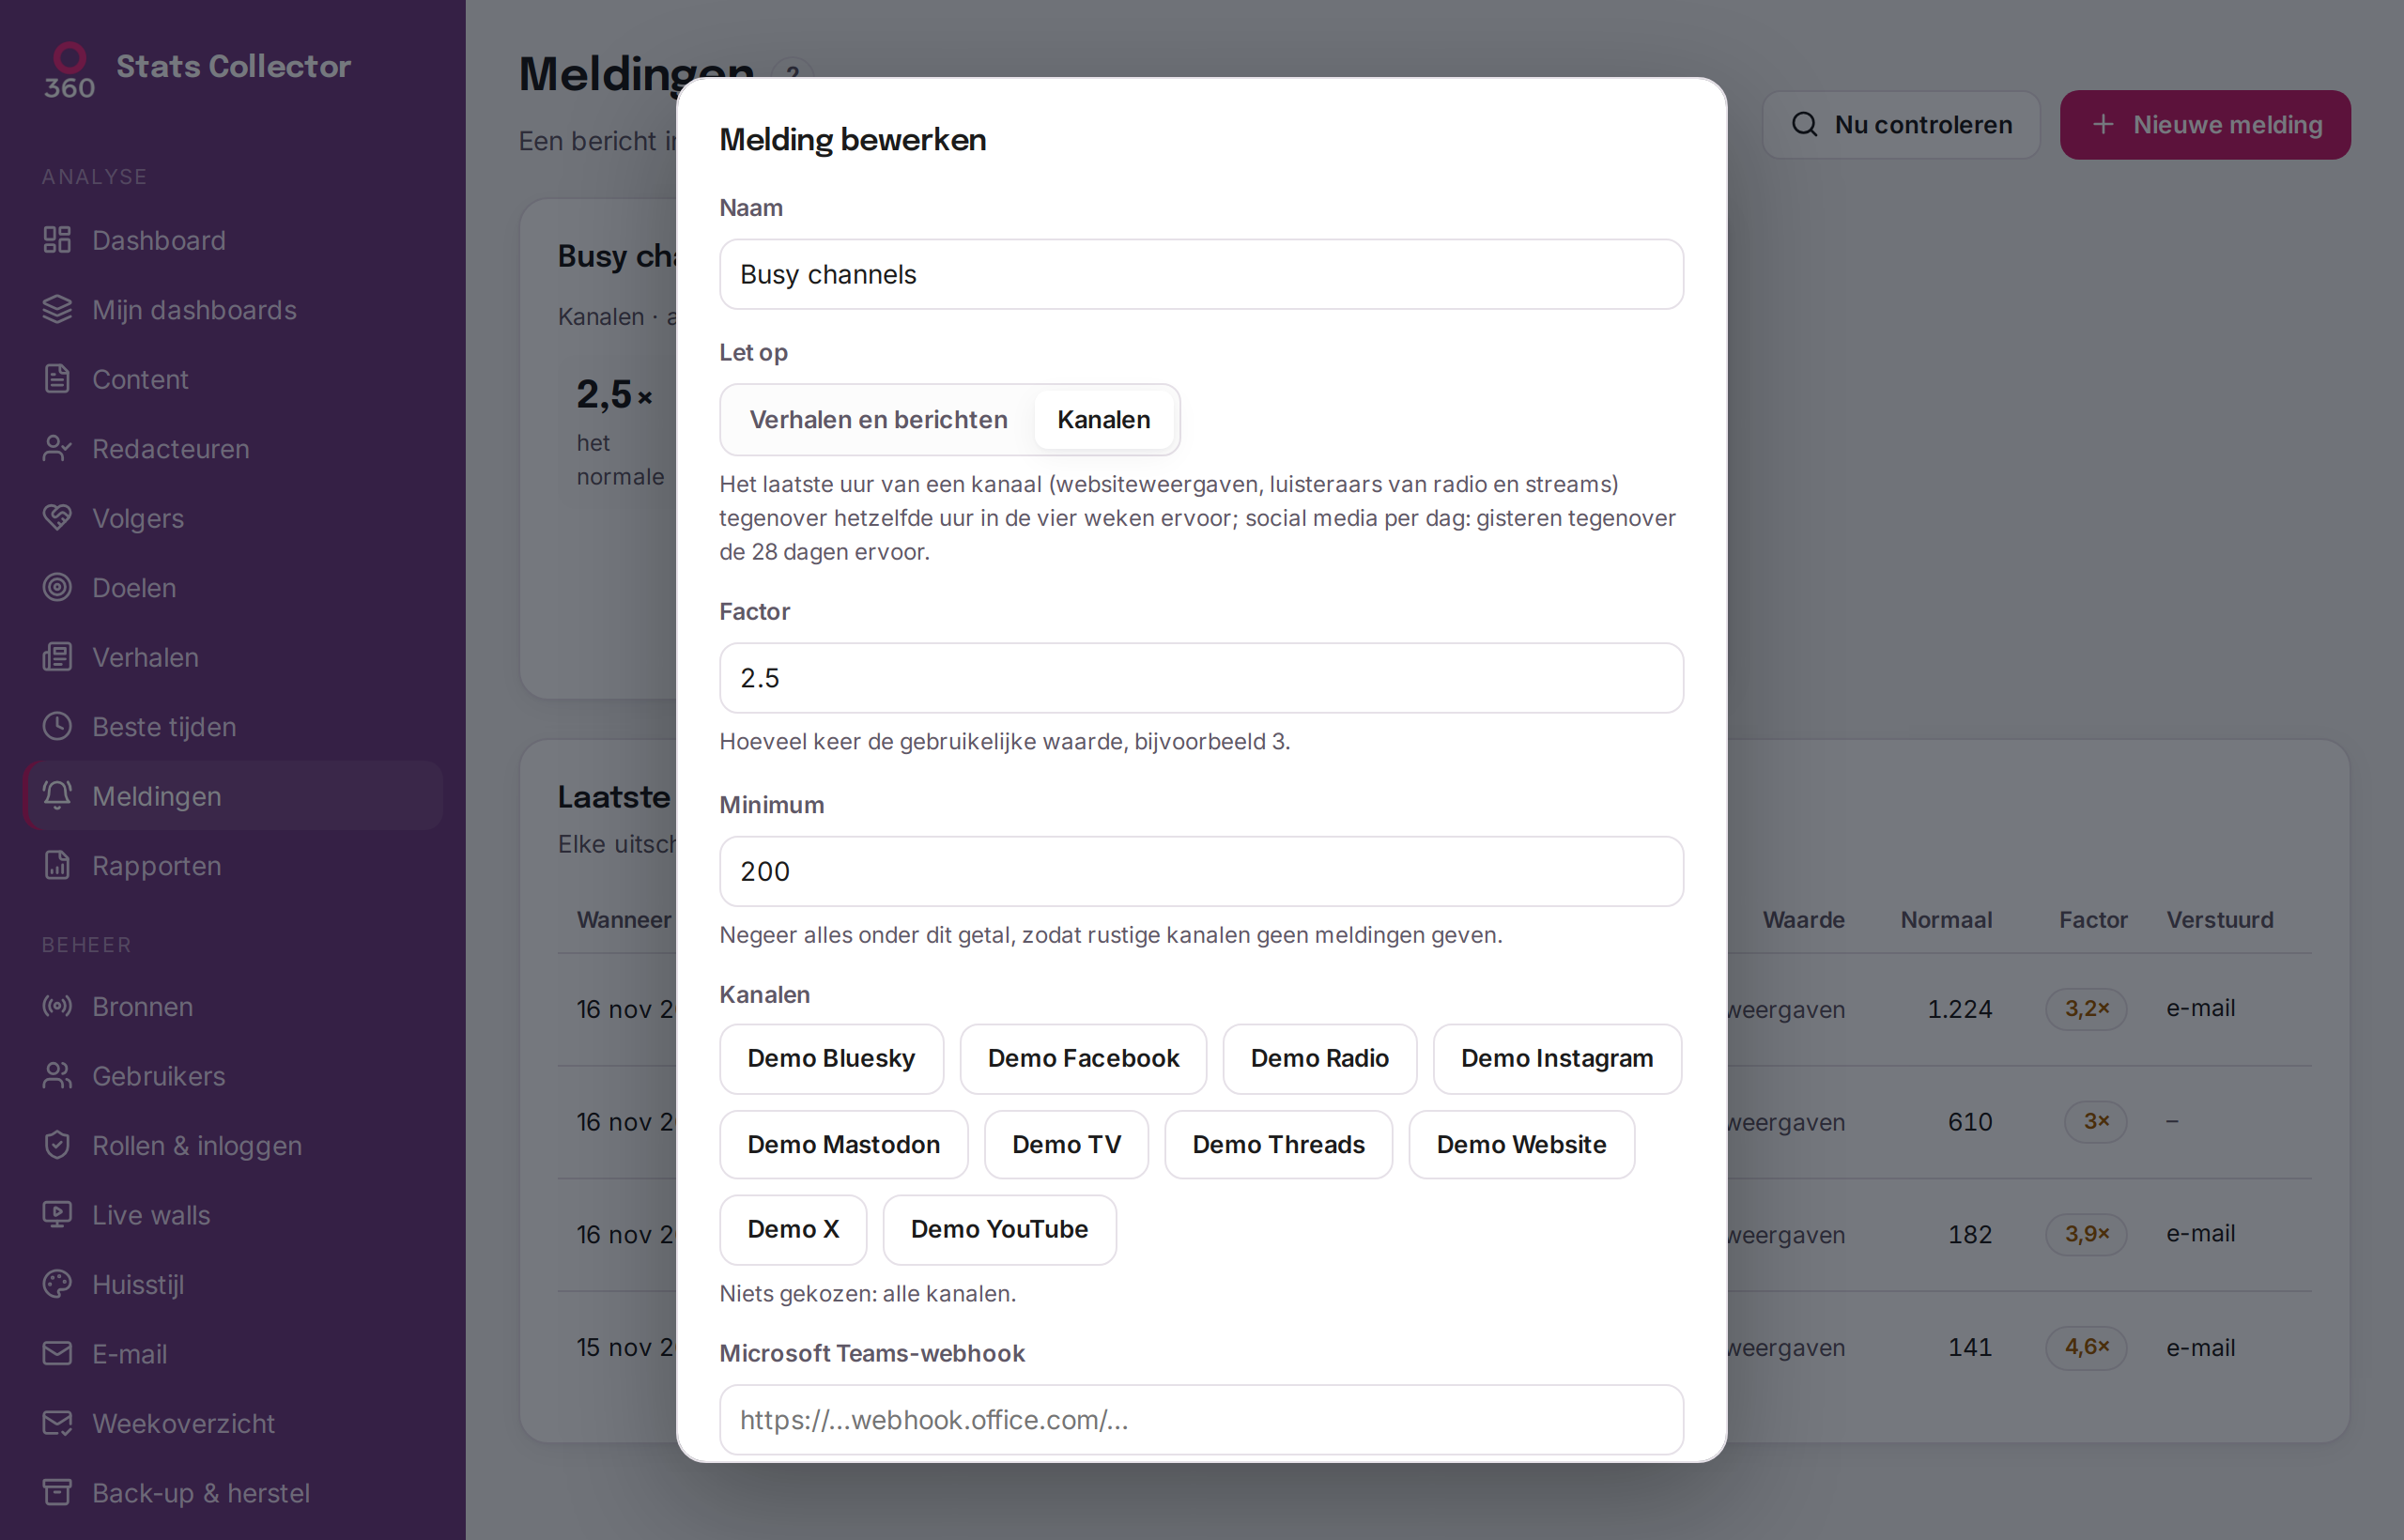 360
Stats Collector
ANALYSE
Dashboard
Mijn dashboards
Content
Redacteuren
Volgers
Doelen
Verhalen
Beste tijden
Meldingen
Rapporten
BEHEER
Bronnen
Gebruikers
Rollen & inloggen
Live walls
Huisstijl
E-mail
Weekoverzicht
Back-up & herstel
Meldingen 2
Een bericht
Nu controleren
Nieuwe melding
Busy
Kanalen ·
2,5×
het
normale
Laatste
Elke
Melding bewerken
Naam
Busy channels
Let op
Verhalen en berichten
Kanalen
Het laatste uur van een kanaal (websiteweergaven, luisteraars van radio en streams)
tegenover hetzelfde uur in de vier weken ervoor; social media per dag: gisteren tegenover
de 28 dagen ervoor.
Factor
2.5
Hoeveel keer de gebruikelijke waarde, bijvoorbeeld 3.
Minimum
200
Negeer alles onder dit getal, zodat rustige kanalen geen meldingen geven.
Kanalen
Demo Bluesky
Demo Facebook
Demo Radio
Demo Instagram
Demo Mastodon
Demo TV
Demo Threads
Demo Website
Demo X
Demo YouTube
Niets gekozen: alle kanalen.
Microsoft Teams-webhook
https://...webhook.office.com/...
Wanneer Waarde Normaal Factor Verstuurd
16 nov weergaven 1.224 3,2× e-mail
16 nov weergaven 610 3× –
16 nov weergaven 182 3,9× e-mail
15 nov weergaven 141 4,6× e-mail